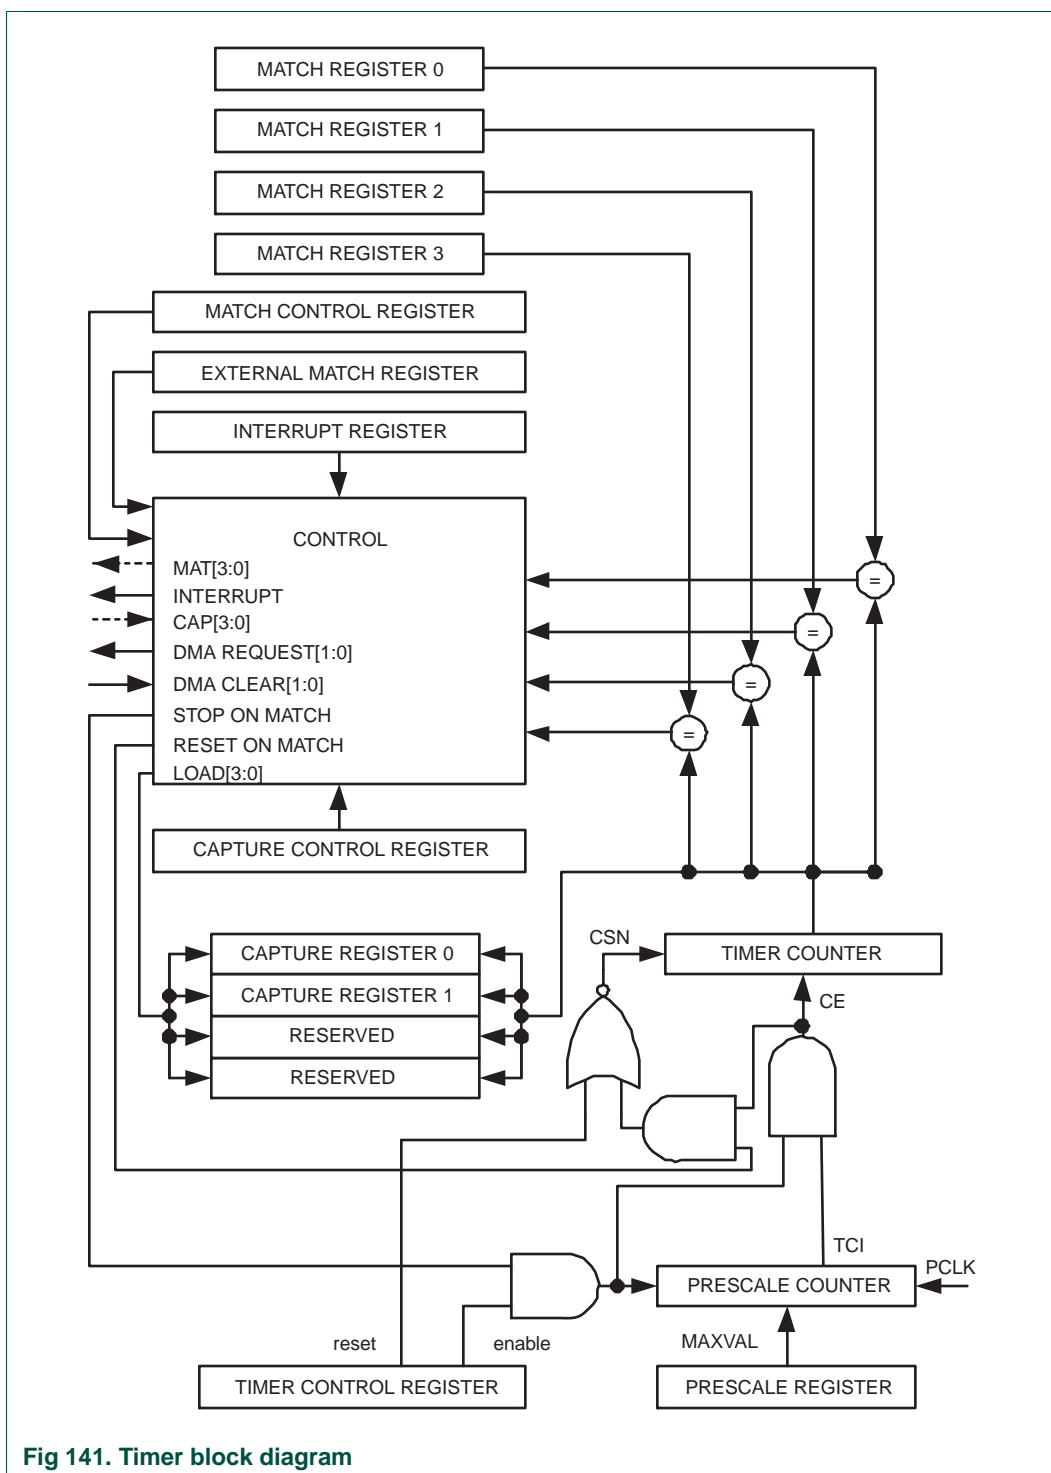 MATCH REGISTER 0
MATCH REGISTER 1
MATCH REGISTER 2
MATCH REGISTER 3
MATCH CONTROL REGISTER
EXTERNAL MATCH REGISTER
INTERRUPT REGISTER
CONTROL
MAT[3:0]
INTERRUPT
CAP[3:0]
DMA REQUEST[1:0]
DMA CLEAR[1:0]
STOP ON MATCH
RESET ON MATCH
LOAD[3:0]
=
=
=
=
CAPTURE CONTROL REGISTER
CAPTURE REGISTER 0
CAPTURE REGISTER 1
RESERVED
RESERVED
CSN
TIMER COUNTER
CE
TCI
PCLK
PRESCALE COUNTER
reset
enable
MAXVAL
TIMER CONTROL REGISTER
PRESCALE REGISTER
Fig 141. Timer block diagram